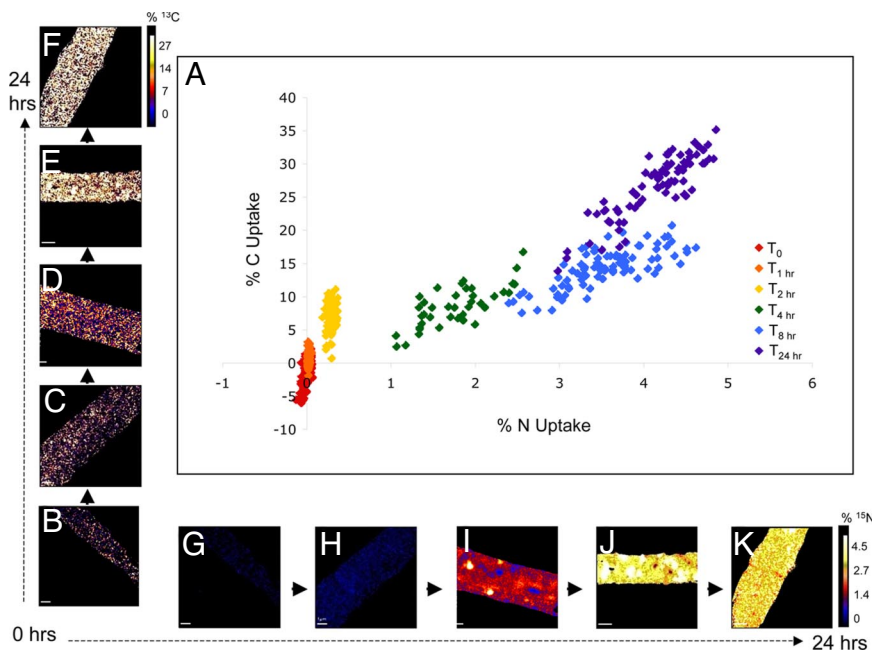 % ¹³C
27
14
7
0
F
24
hrs
E
D
C
B
0 hrs
A
40
35
30
25
20
15
10
5
0
-5
-10
% C Uptake
-1
0
1
2
3
4
5
6
% N Uptake
T₀
T₁ hr
T₂ hr
T₄ hr
T₈ hr
T₂₄ hr
G
H
I
J
K
% ¹⁵N
4.5
2.7
1.4
0
24 hrs